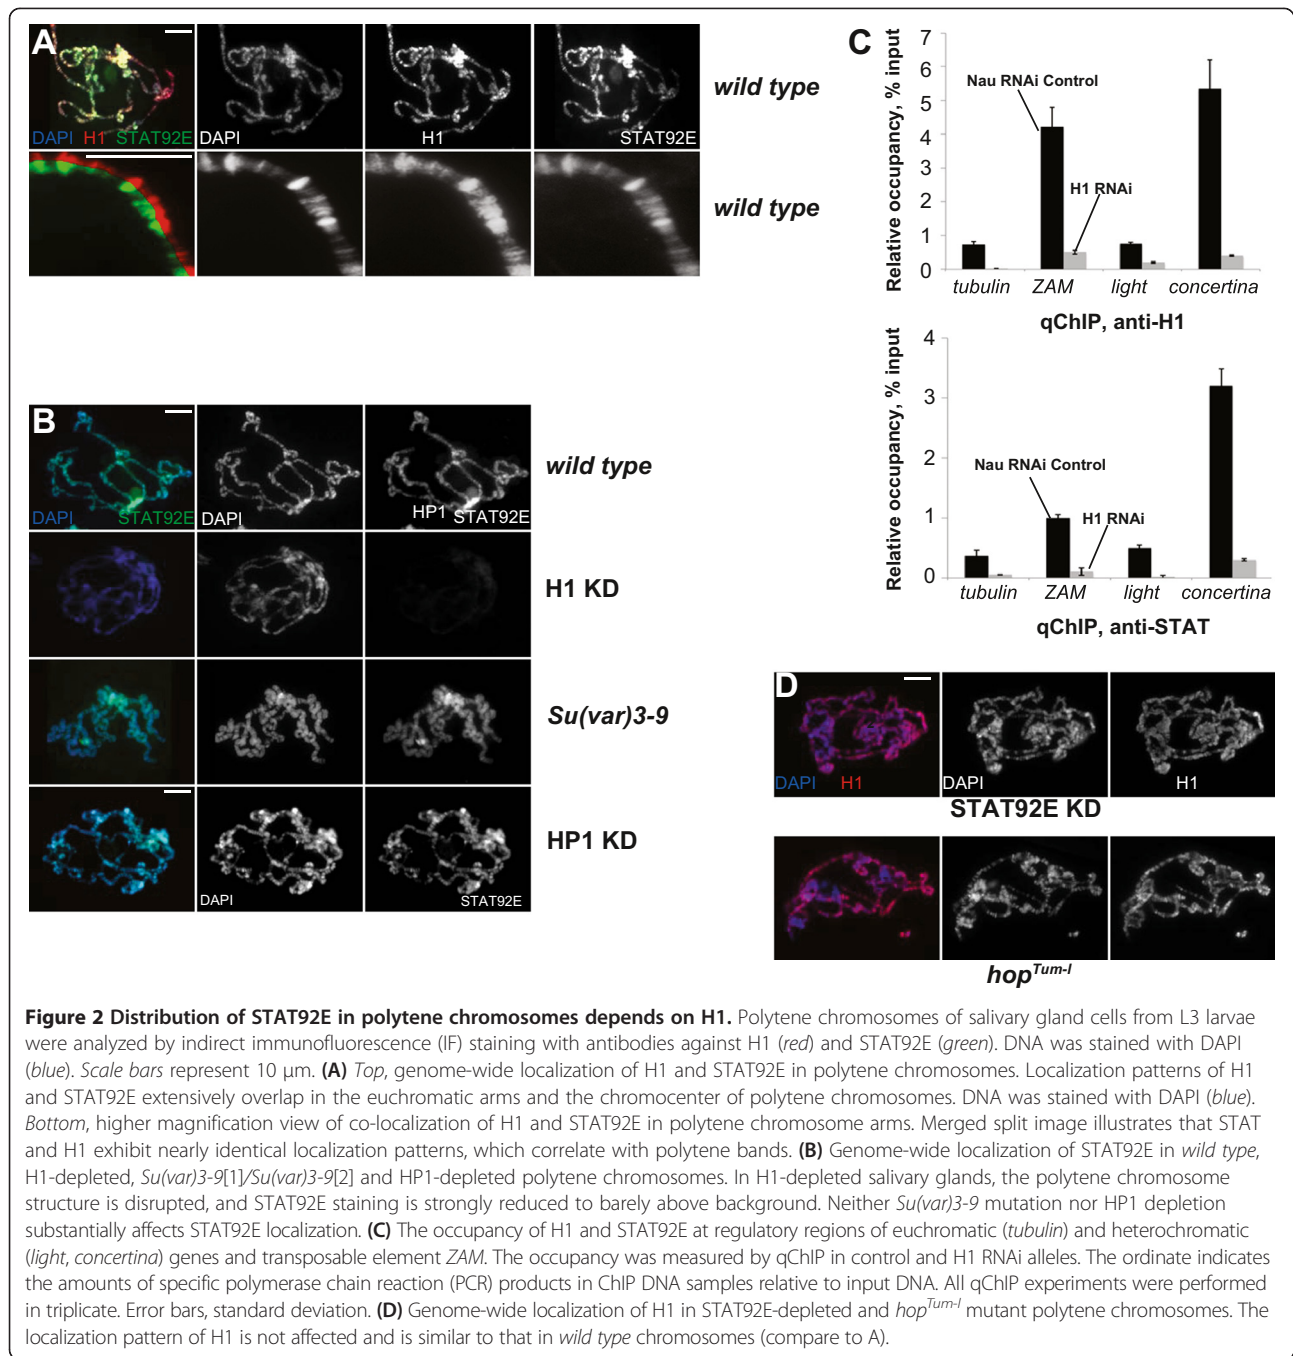 A
DAPI H1 STAT92E
DAPI
H1
STAT92E
wild type
wild type
B
DAPI
STAT92E
DAPI
HP1
STAT92E
wild type
H1 KD
Su(var)3-9
DAPI
STAT92E
HP1 KD
C
Relative occupancy, % input
7
6
5
4
3
2
1
0
Nau RNAi Control
H1 RNAi
tubulin ZAM light concertina
qChIP, anti-H1
Relative occupancy, % input
4
3
2
1
0
Nau RNAi Control
H1 RNAi
tubulin ZAM light concertina
qChIP, anti-STAT
D
DAPI H1
DAPI
H1
STAT92E KD
hop^Tum-l
Figure 2 Distribution of STAT92E in polytene chromosomes depends on H1. Polytene chromosomes of salivary gland cells from L3 larvae
were analyzed by indirect immunofluorescence (IF) staining with antibodies against H1 (red) and STAT92E (green). DNA was stained with DAPI
(blue). Scale bars represent 10 µm. (A) Top, genome-wide localization of H1 and STAT92E in polytene chromosomes. Localization patterns of H1
and STAT92E extensively overlap in the euchromatic arms and the chromocenter of polytene chromosomes. DNA was stained with DAPI (blue).
Bottom, higher magnification view of co-localization of H1 and STAT92E in polytene chromosome arms. Merged split image illustrates that STAT
and H1 exhibit nearly identical localization patterns, which correlate with polytene bands. (B) Genome-wide localization of STAT92E in wild type,
H1-depleted, Su(var)3-9[1]/Su(var)3-9[2] and HP1-depleted polytene chromosomes. In H1-depleted salivary glands, the polytene chromosome
structure is disrupted, and STAT92E staining is strongly reduced to barely above background. Neither Su(var)3-9 mutation nor HP1 depletion
substantially affects STAT92E localization. (C) The occupancy of H1 and STAT92E at regulatory regions of euchromatic (tubulin) and heterochromatic
(light, concertina) genes and transposable element ZAM. The occupancy was measured by qChIP in control and H1 RNAi alleles. The ordinate indicates
the amounts of specific polymerase chain reaction (PCR) products in ChIP DNA samples relative to input DNA. All qChIP experiments were performed
in triplicate. Error bars, standard deviation. (D) Genome-wide localization of H1 in STAT92E-depleted and hop^Tum-l mutant polytene chromosomes. The
localization pattern of H1 is not affected and is similar to that in wild type chromosomes (compare to A).